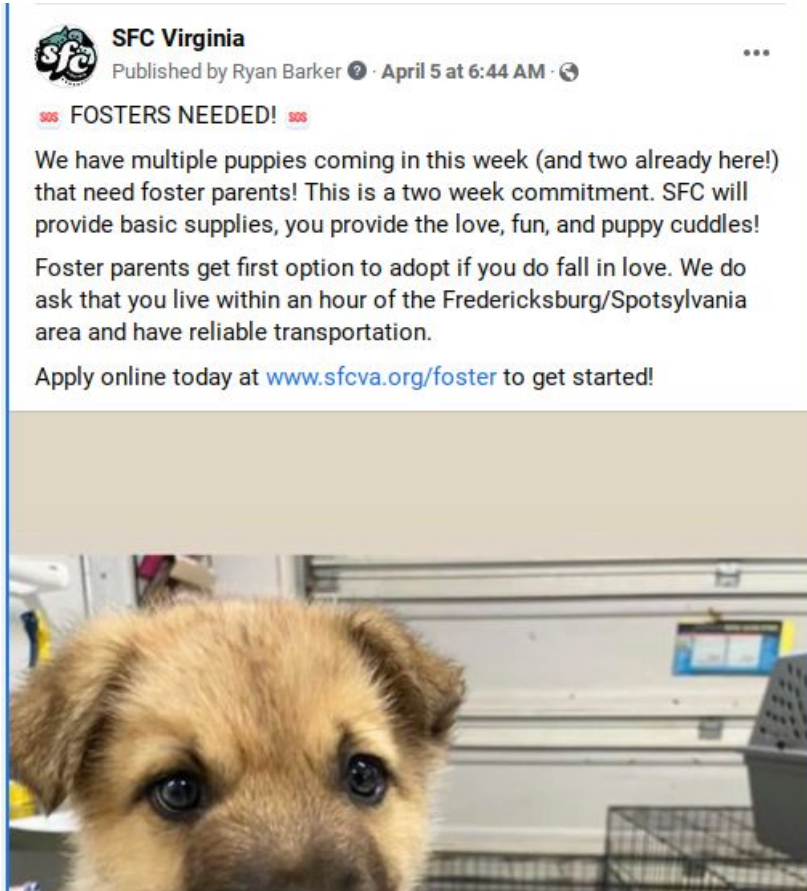 sfc
SFC Virginia
Published by Ryan Barker · April 5 at 6:44 AM ·
🆘 FOSTERS NEEDED! 🆘
We have multiple puppies coming in this week (and two already here!)
that need foster parents! This is a two week commitment. SFC will
provide basic supplies, you provide the love, fun, and puppy cuddles!
Foster parents get first option to adopt if you do fall in love. We do
ask that you live within an hour of the Fredericksburg/Spotsylvania
area and have reliable transportation.
Apply online today at www.sfcva.org/foster to get started!